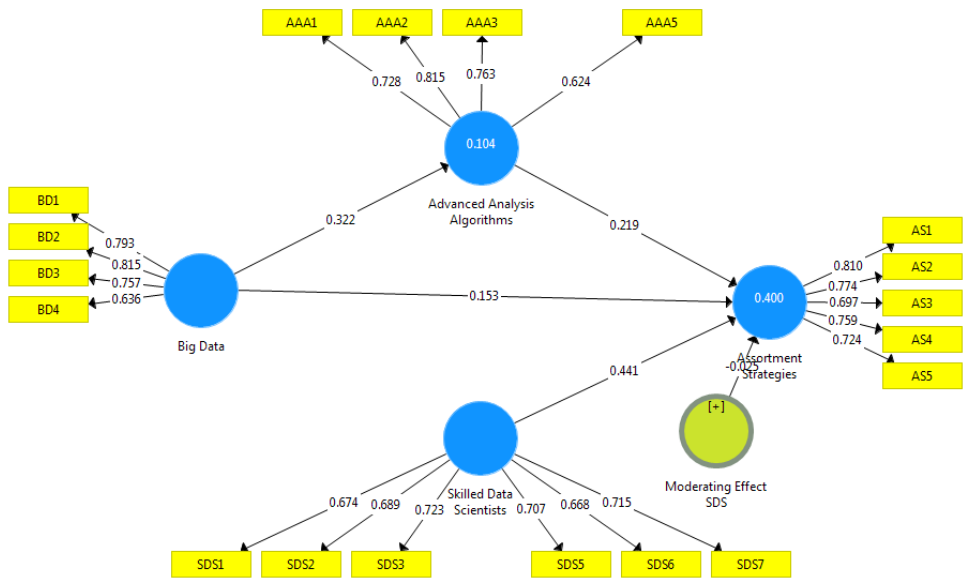 AAA1 AAA2 AAA3 AAA5
0.728 0.815 0.763 0.624
0.104
Advanced Analysis
Algorithms
BD1
BD2
BD3
BD4
0.793
0.815
0.757
0.636
Big Data
0.322
0.219
0.153
0.441
0.400
Assortment
Strategies
-0.025
AS1
AS2
AS3
AS4
AS5
0.810
0.774
0.697
0.759
0.724
[+]
Moderating Effect
SDS
Skilled Data
Scientists
0.674 0.689 0.723 0.707 0.668 0.715
SDS1 SDS2 SDS3 SDS5 SDS6 SDS7